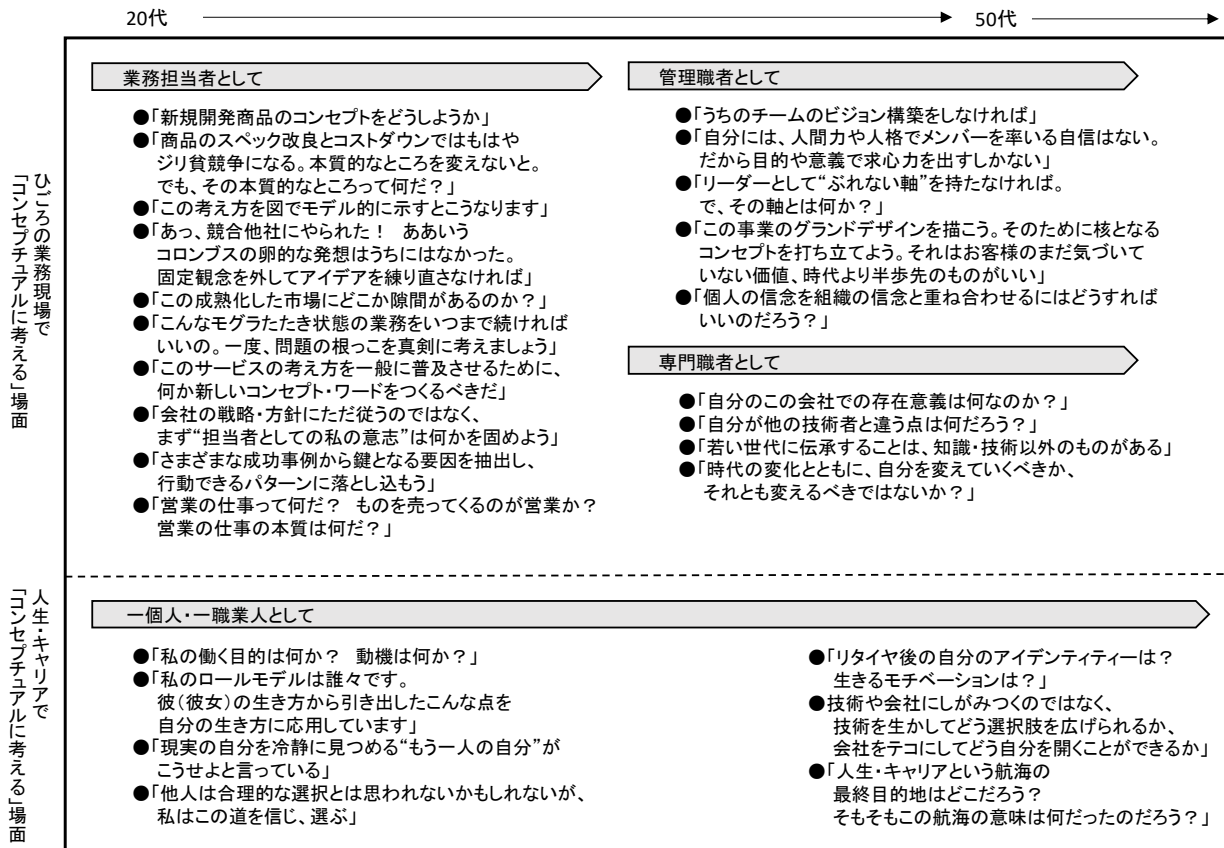 20代
50代
ひごろの業務現場で
「コンセプチュアルに考える」場面
業務担当者として
●「新規開発商品のコンセプトをどうしようか」
●「商品のスペック改良とコストダウンではもはや
ジリ貧競争になる。本質的なところを変えないと。
でも、その本質的なところって何だ？」
●「この考え方を図でモデル的に示すとこうなります」
●「あっ、競合他社にやられた！　ああいう
コロンブスの卵的な発想はうちにはなかった。
固定観念を外してアイデアを練り直さなければ」
●「この成熟化した市場にどこか隙間があるのか？」
●「こんなモグラたたき状態の業務をいつまで続ければ
いいの。一度、問題の根っこを真剣に考えましょう」
●「このサービスの考え方を一般に普及させるために、
何か新しいコンセプト・ワードをつくるべきだ」
●「会社の戦略・方針にただ従うのではなく、
まず“担当者としての私の意志”は何かを固めよう」
●「さまざまな成功事例から鍵となる要因を抽出し、
行動できるパターンに落とし込もう」
●「営業の仕事って何だ？　ものを売ってくるのが営業か？
営業の仕事の本質は何だ？」
管理職者として
●「うちのチームのビジョン構築をしなければ」
●「自分には、人間力や人格でメンバーを率いる自信はない。
だから目的や意義で求心力を出すしかない」
●「リーダーとして“ぶれない軸”を持たなければ。
で、その軸とは何か？」
●「この事業のグランドデザインを描こう。そのために核となる
コンセプトを打ち立てよう。それはお客様のまだ気づいて
いない価値、時代より半歩先のものがいい」
●「個人の信念を組織の信念と重ね合わせるにはどうすれば
いいのだろう？」
専門職者として
●「自分のこの会社での存在意義は何なのか？」
●「自分が他の技術者と違う点は何だろう？」
●「若い世代に伝承することは、知識・技術以外のものがある」
●「時代の変化とともに、自分を変えていくべきか、
それとも変えるべきではないか？」
人生・キャリアで
「コンセプチュアルに考える」場面
一個人・一職業人として
●「私の働く目的は何か？　動機は何か？」
●「私のロールモデルは誰々です。
彼（彼女）の生き方から引き出したこんな点を
自分の生き方に応用しています」
●「現実の自分を冷静に見つめる“もう一人の自分”が
こうせよと言っている」
●「他人は合理的な選択とは思われないかもしれないが、
私はこの道を信じ、選ぶ」
●「リタイヤ後の自分のアイデンティティーは？
生きるモチベーションは？」
●技術や会社にしがみつくのではなく、
技術を生かしてどう選択肢を広げられるか、
会社をテコにしてどう自分を開くことができるか」
●「人生・キャリアという航海の
最終目的地はどこだろう？
そもそもこの航海の意味は何だったのだろう？」